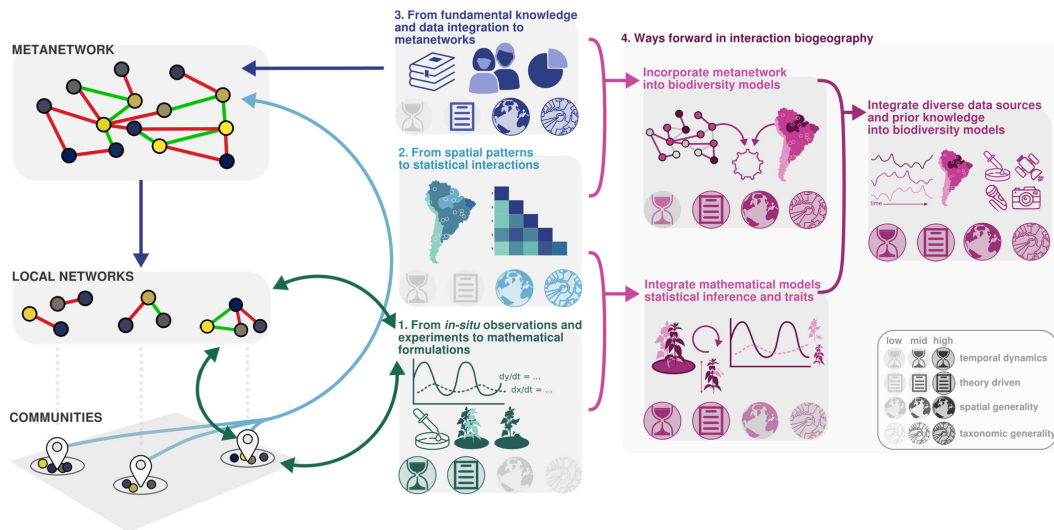 METANETWORK
LOCAL NETWORKS
COMMUNITIES
3. From fundamental knowledge
and data integration to
metanetworks
2. From spatial patterns
to statistical interactions
1. From in-situ observations and
experiments to mathematical
formulations
dy/dt = ...
dx/dt = ...
4. Ways forward in interaction biogeography
Incorporate metanetwork
into biodiversity models
Integrate mathematical models
statistical inference and traits
Integrate diverse data sources
and prior knowledge
into biodiversity models
time
low mid high
temporal dynamics
theory driven
spatial generality
taxonomic generality